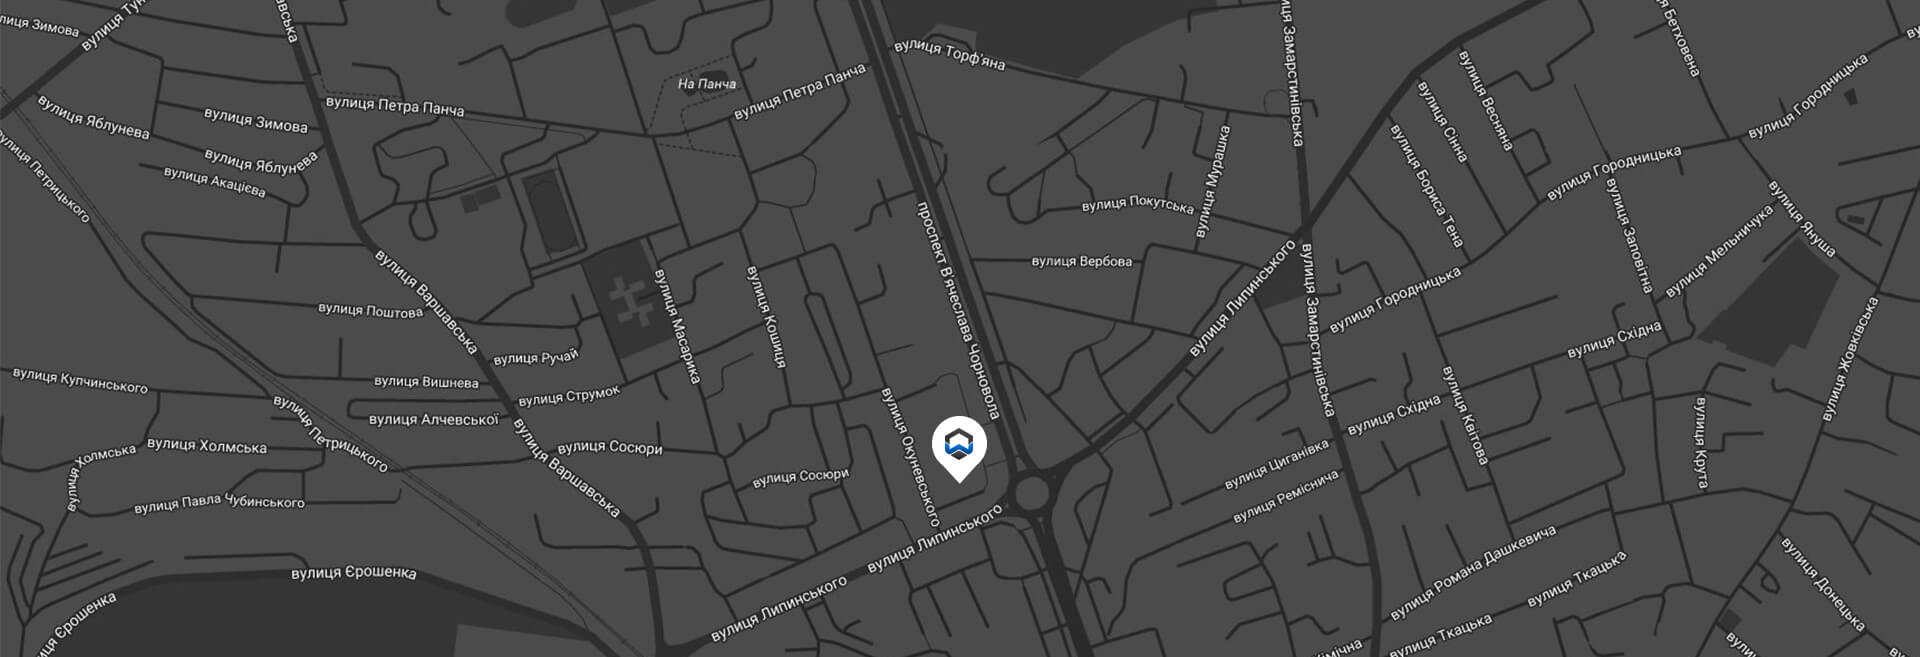 вулиця Зимова
вулиця Тун
вулиця Торф'яна
вулиця Замарстинівська
вулиця Бетховена
вулиця Весняна
вулиця Сінна
вулиця Городницька
На Панча
вулиця Петра Панча
вулиця Петра Панча
вулиця Яблунева
вулиця Зимова
вулиця Яблунева
вулиця Акацієва
вулиця Петрицького
вулиця Мурашка
вулиця Покутська
вулиця Бориса Тена
вулиця Городницька
вулиця Заповітна
вулиця Мельничука
вулиця Януша
проспект В'ячеслава Чорновола
вулиця Вербова
вулиця Липинського
вулиця Замарстинівська
вулиця Городницька
вулиця Варшавська
вулиця Масарика
вулиця Кошиця
вулиця Поштова
вулиця Ручай
вулиця Східна
вулиця Жовківська
вулиця Купчинського
вулиця Вишнева
вулиця Струмок
вулиця Алчевської
вулиця Петрицького
вулиця Окуневського
вулиця Східна
вулиця Квітова
вулиця Крута
вулиця Холмська
вулиця Холмська
вулиця Варшавська
вулиця Сосюри
вулиця Сосюри
вулиця Циганівка
вулиця Реміснича
вулиця Павла Чубинського
вулиця Липинського
вулиця Єрошенка
вулиця Липинського
вулиця Романа Дашкевича
вулиця Ткацька
вулиця Донецька
вулиця Ткацька